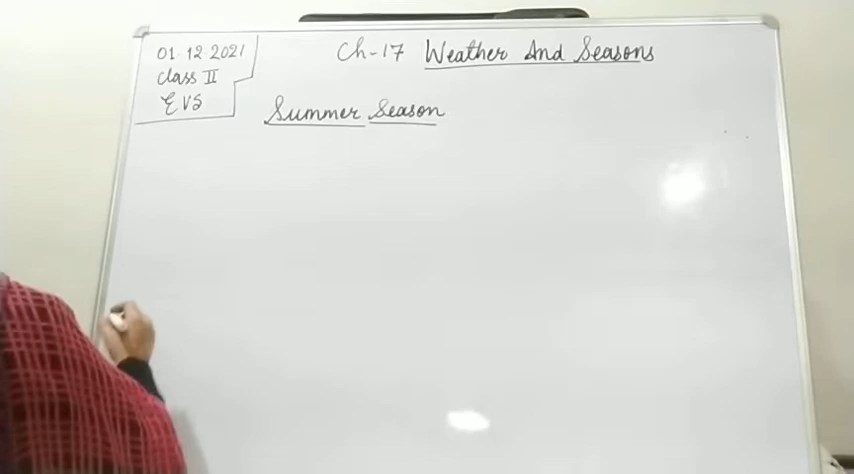 01.12.2021
Class II
EVS
Ch-17 Weather And Seasons
Summer Season